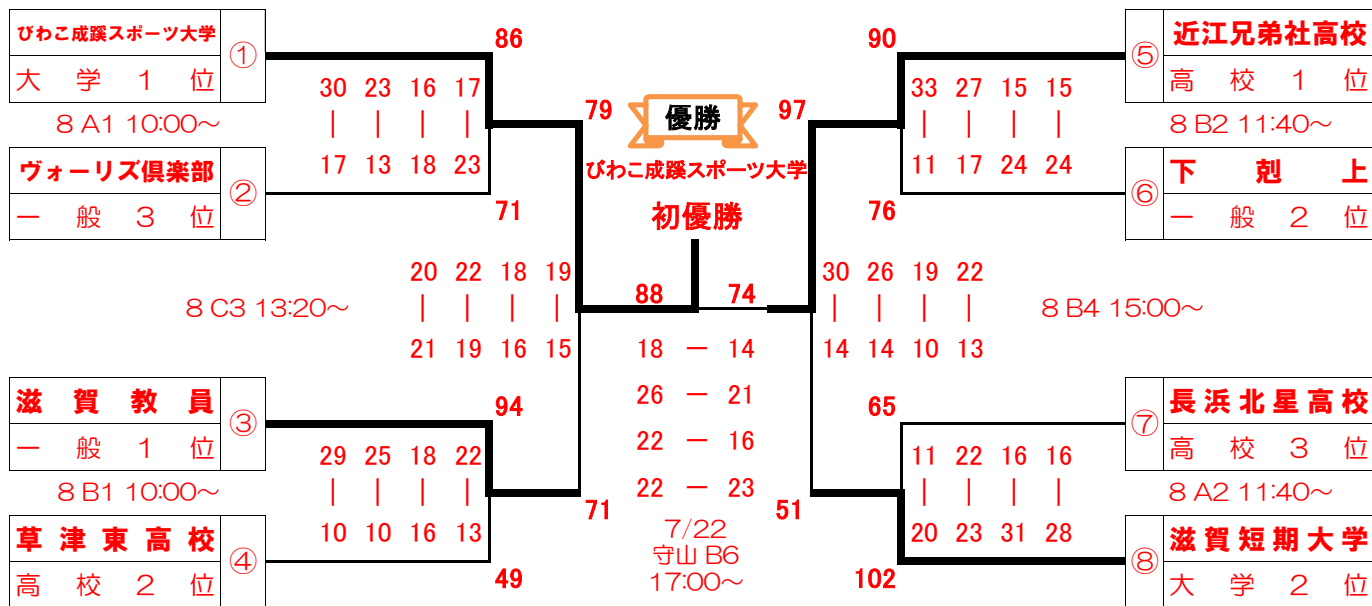 びわこ成蹊スポーツ大学 ① 86 90 ⑤ 近江兄弟社高校
大学1位 高校1位
30 23 16 17 79 優勝 97 33 27 15 15
8 A1 10:00～ | | | | | | | | 8 B2 11:40～
17 13 18 23 びわこ成蹊スポーツ大学 11 17 24 24
ヴォーリズ倶楽部 ② 下剋上 ⑥
一般3位 71 初優勝 76 一般2位
20 22 18 19 30 26 19 22
8 C3 13:20～ | | | | 88 74 | | | | 8 B4 15:00～
21 19 16 15 18 － 14 14 14 10 13
26 － 21
滋賀教員 ③ 94 65 ⑦ 長浜北星高校
一般1位 22 － 16 高校3位
29 25 18 22 11 22 16 16
8 B1 10:00～ | | | | 22 － 23 | | | | 8 A2 11:40～
71 51
10 10 16 13 7/22 20 23 31 28
草津東高校 ④ 守山 B6 ⑧ 滋賀短期大学
高校2位 49 17:00～ 102 大学2位